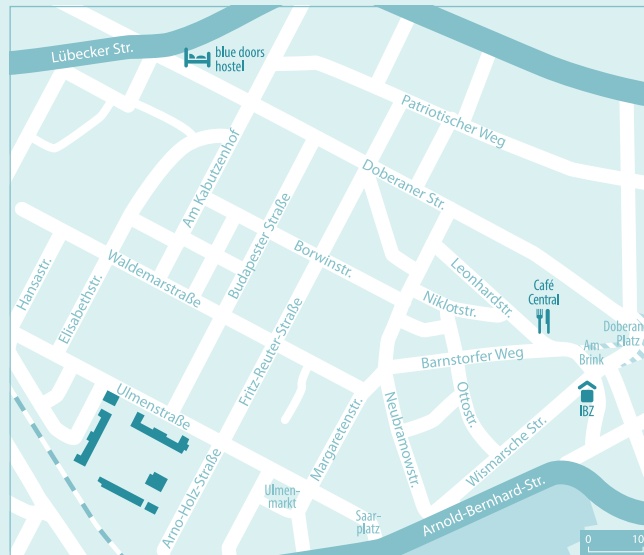 Lübecker Str.
blue doors
hostel
Patriotischer Weg
Am Kabutzenhof
Doberaner Str.
Budapester Straße
Borwinstr.
Hansastr.
Waldemarstraße
Elisabethstr.
Leonhardstr.
Niklotstr.
Café
Central
Doberan
Platz
Am
Brink
Fritz-Reuter-Straße
Barnstorfer Weg
IBZ
Ulmenstraße
Margaretenstr.
Neubramowstr.
Ottostr.
Wismarsche Str.
Arno-Holz-Straße
Ulmen-
markt
Saar-
platz
Arnold-Bernhard-Str.
0 10